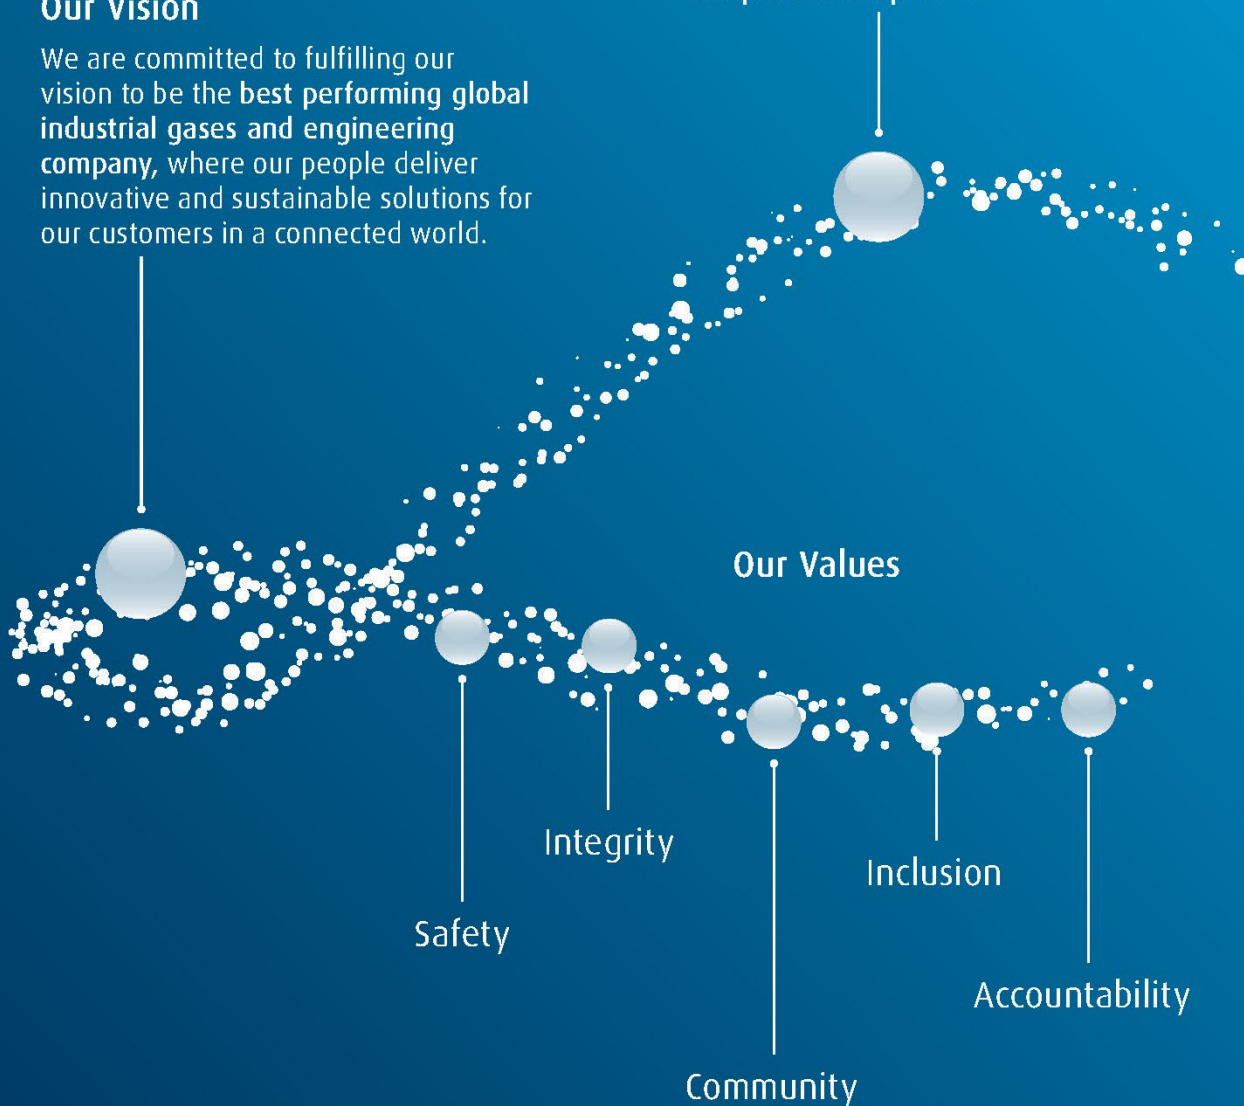 Our Vision
We are committed to fulfilling our
vision to be the best performing global
industrial gases and engineering
company, where our people deliver
innovative and sustainable solutions for
our customers in a connected world.
Our Values
Integrity
Inclusion
Safety
Accountability
Community